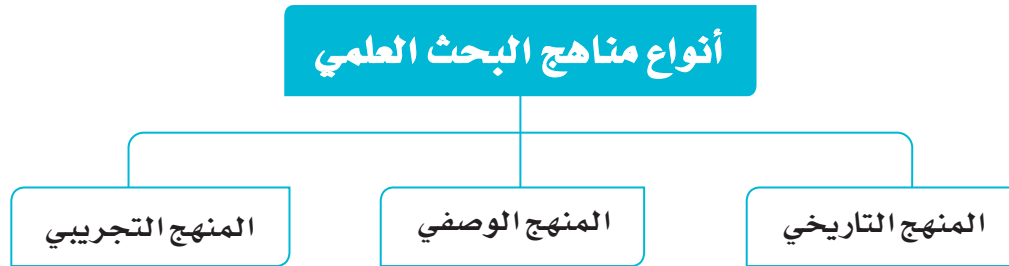 أنواع مناهج البحث العلمي
المنهج التاريخي
المنهج الوصفي
المنهج التجريبي